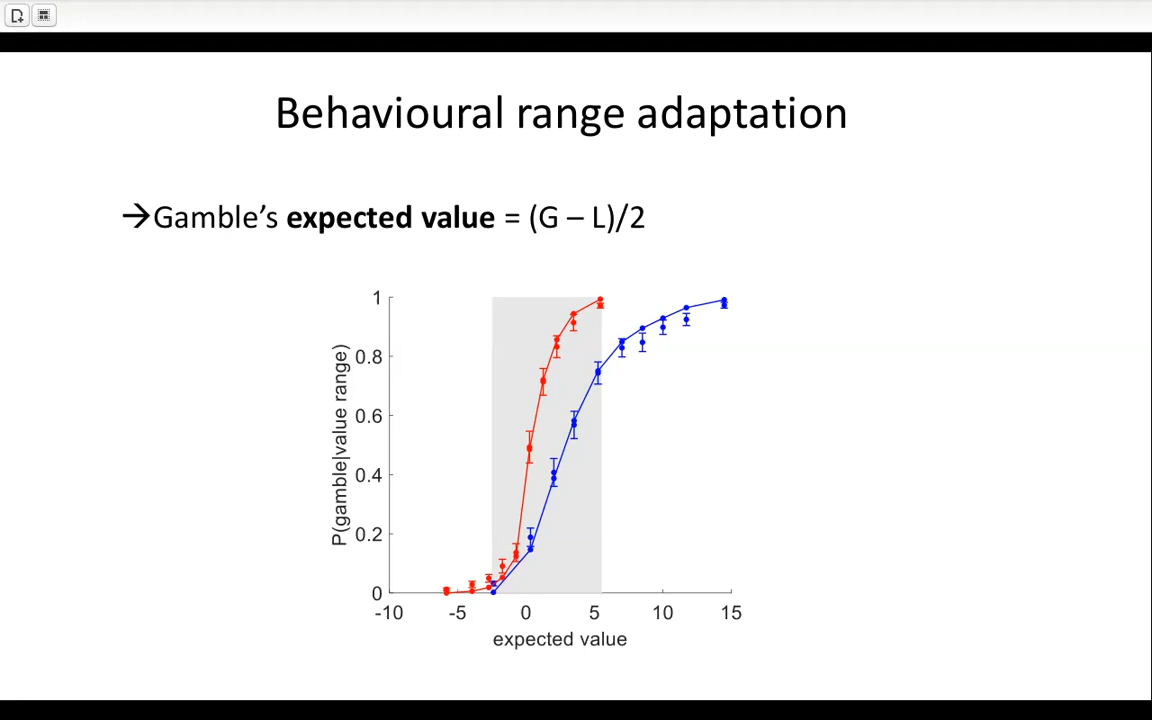 Behavioural range adaptation
→Gamble's expected value = (G – L)/2
1
0.8
0.6
0.4
0.2
0
P(gamble|value range)
-10 -5 0 5 10 15
expected value